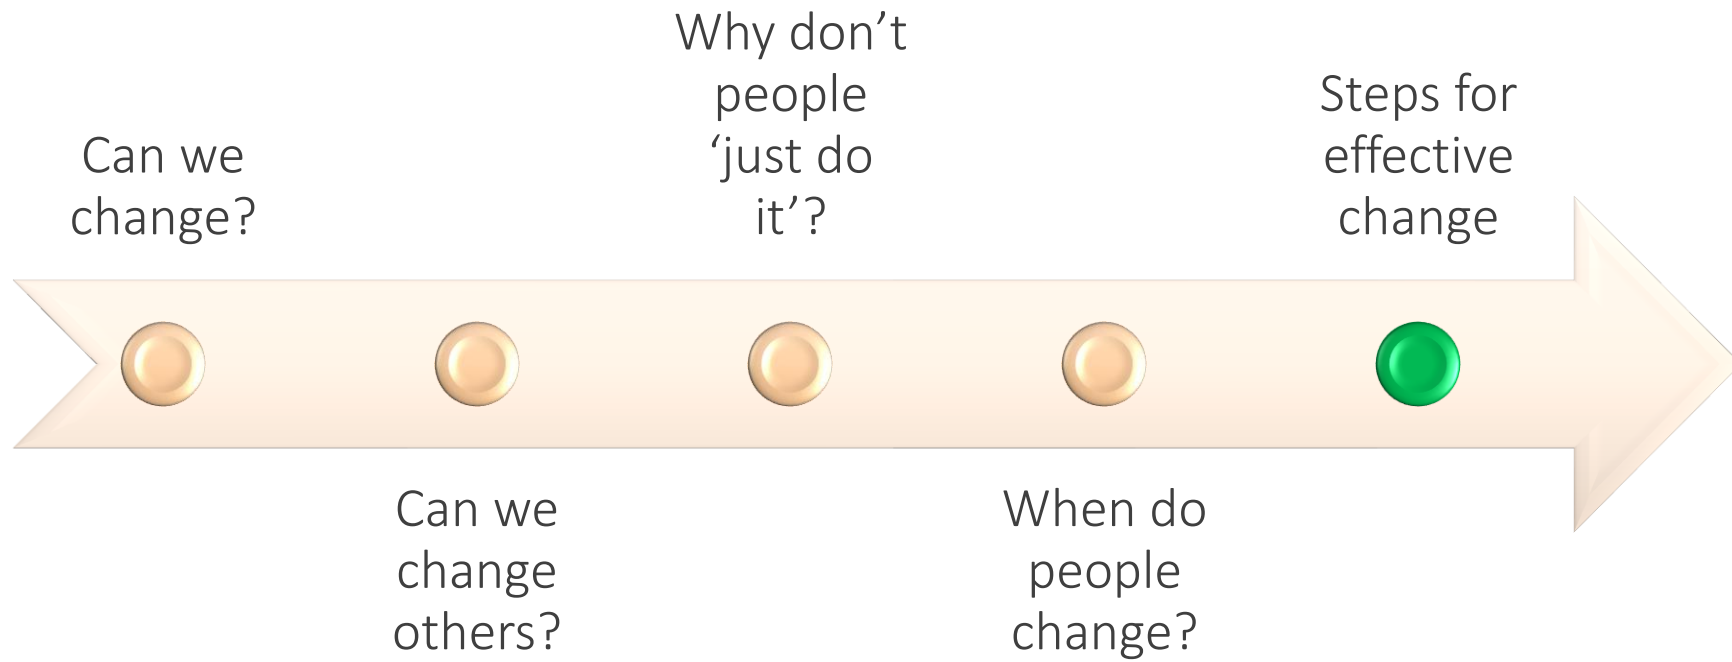 Can we
change?
Can we
change
others?
Why don’t
people
‘just do
it’?
When do
people
change?
Steps for
effective
change